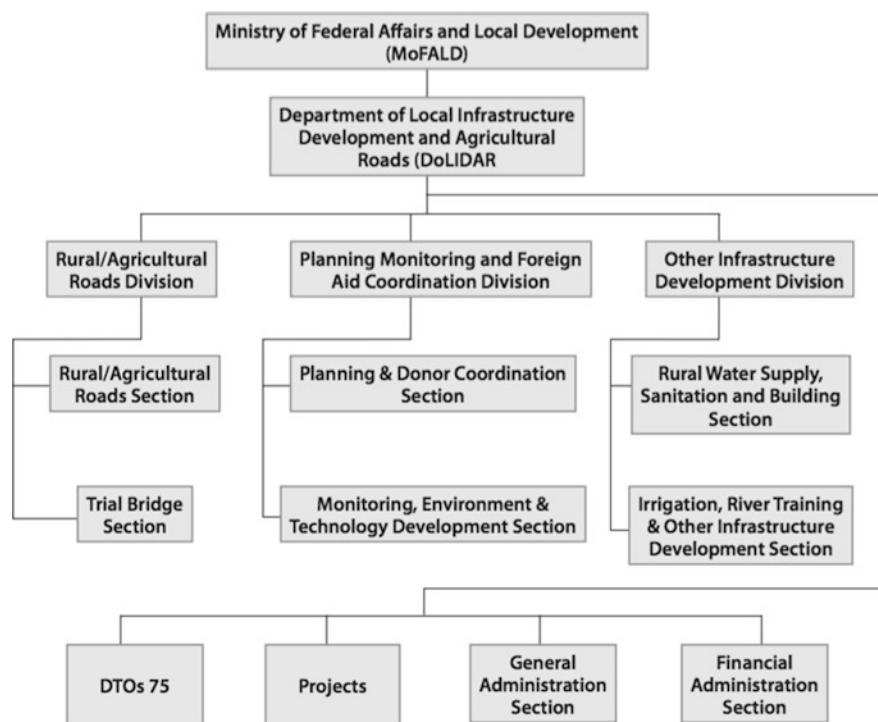 Ministry of Federal Affairs and Local Development
(MoFALD)
Department of Local Infrastructure
Development and Agricultural
Roads (DoLIDAR
Rural/Agricultural
Roads Division
Planning Monitoring and Foreign
Aid Coordination Division
Other Infrastructure
Development Division
Rural/Agricultural
Roads Section
Planning & Donor Coordination
Section
Rural Water Supply,
Sanitation and Building
Section
Trial Bridge
Section
Monitoring, Environment &
Technology Development Section
Irrigation, River Training
& Other Infrastructure
Development Section
DTOs 75
Projects
General
Administration
Section
Financial
Administration
Section